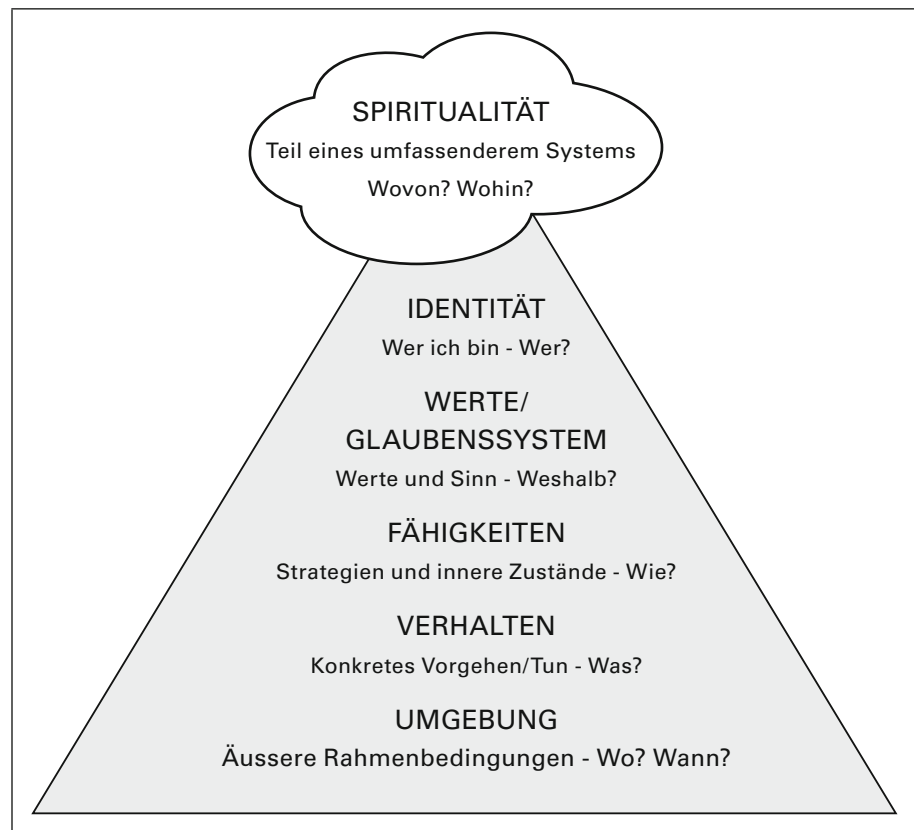 SPIRITUALITÄT
Teil eines umfassenderem Systems
Wovon? Wohin?
IDENTITÄT
Wer ich bin - Wer?
WERTE/
GLAUBENSSYSTEM
Werte und Sinn - Weshalb?
FÄHIGKEITEN
Strategien und innere Zustände - Wie?
VERHALTEN
Konkretes Vorgehen/Tun - Was?
UMGEBUNG
Äussere Rahmenbedingungen - Wo? Wann?